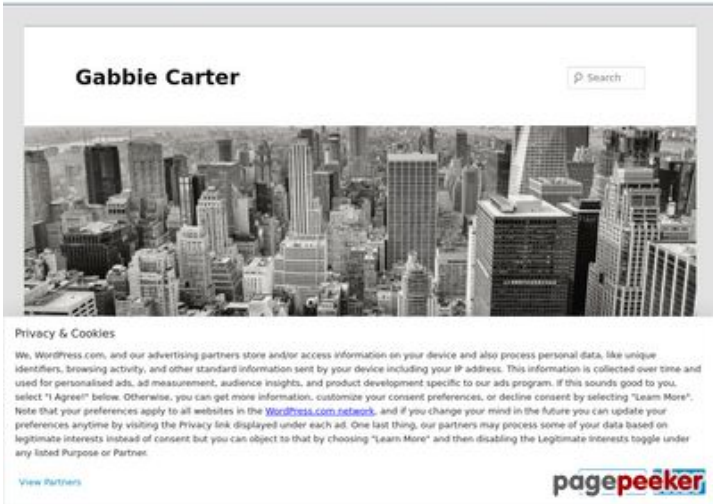 Gabbie Carter
Search
Privacy & Cookies
We, WordPress.com, and our advertising partners store and/or access information on your device and also process personal data, like unique
identifiers, browsing activity, and other standard information sent by your device including your IP address. This information is collected over time and
used for personalised ads, ad measurement, audience insights, and product development specific to our ads program. If this sounds good to you,
select "I Agree!" below. Otherwise, you can get more information, customize your consent preferences, or decline consent by selecting "Learn More".
Note that your preferences apply to all websites in the WordPress.com network, and if you change your mind in the future you can update your
preferences anytime by visiting the Privacy link displayed under each ad. One last thing, our partners may process some of your data based on
legitimate interests instead of consent but you can object to that by choosing "Learn More" and then disabling the Legitimate Interests toggle under
any listed Purpose or Partner.
View Partners
pagepeeker